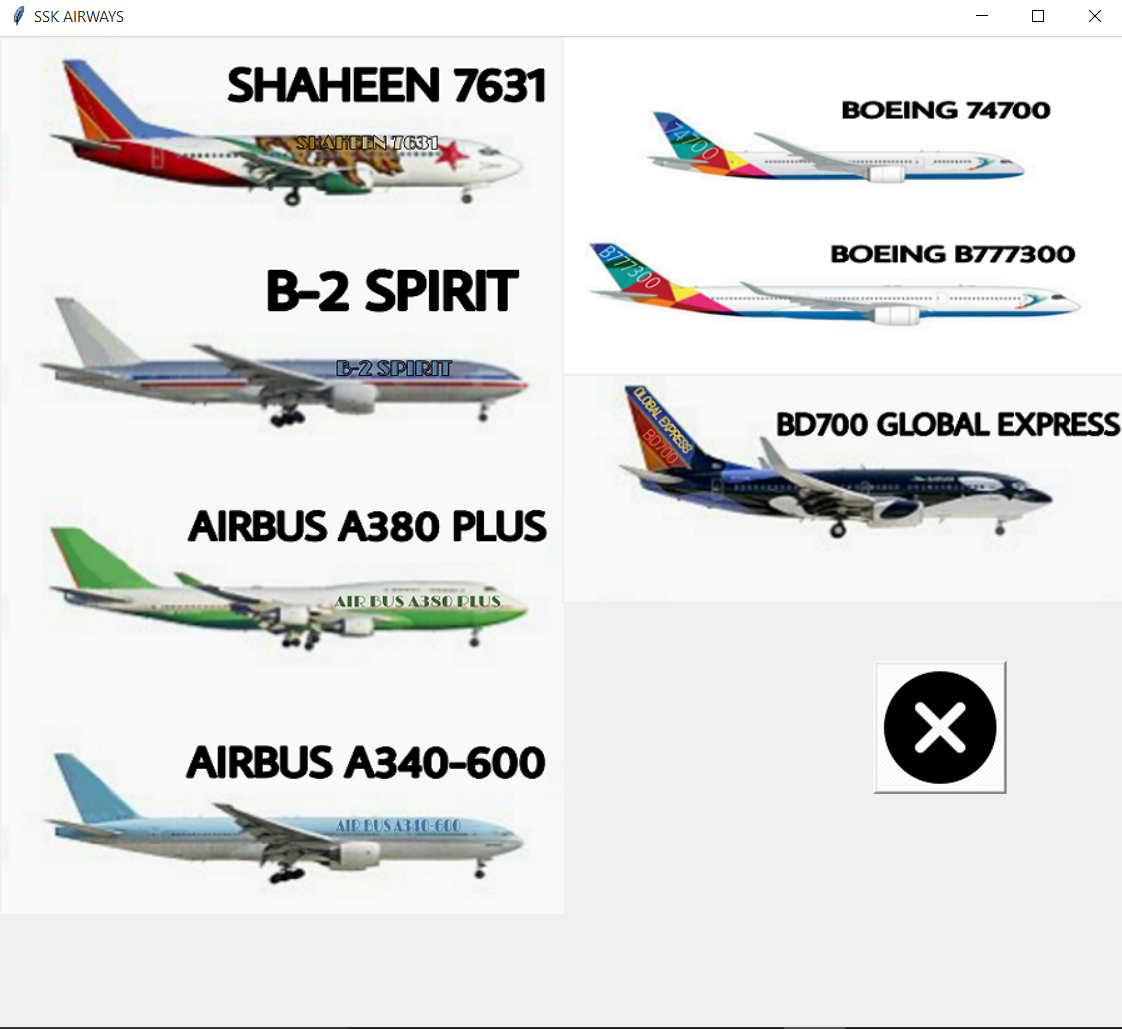 SSK AIRWAYS
SHAHEEN 7631
SHAHEEN 7631
B-2 SPIRIT
B-2 SPIRIT
AIRBUS A380 PLUS
AIR BUS A380 PLUS
AIRBUS A340-600
AIR BUS A340-600
BOEING 74700
74700
BOEING B777300
B777300
BD700 GLOBAL EXPRESS
GLOBAL EXPRESS
BD700